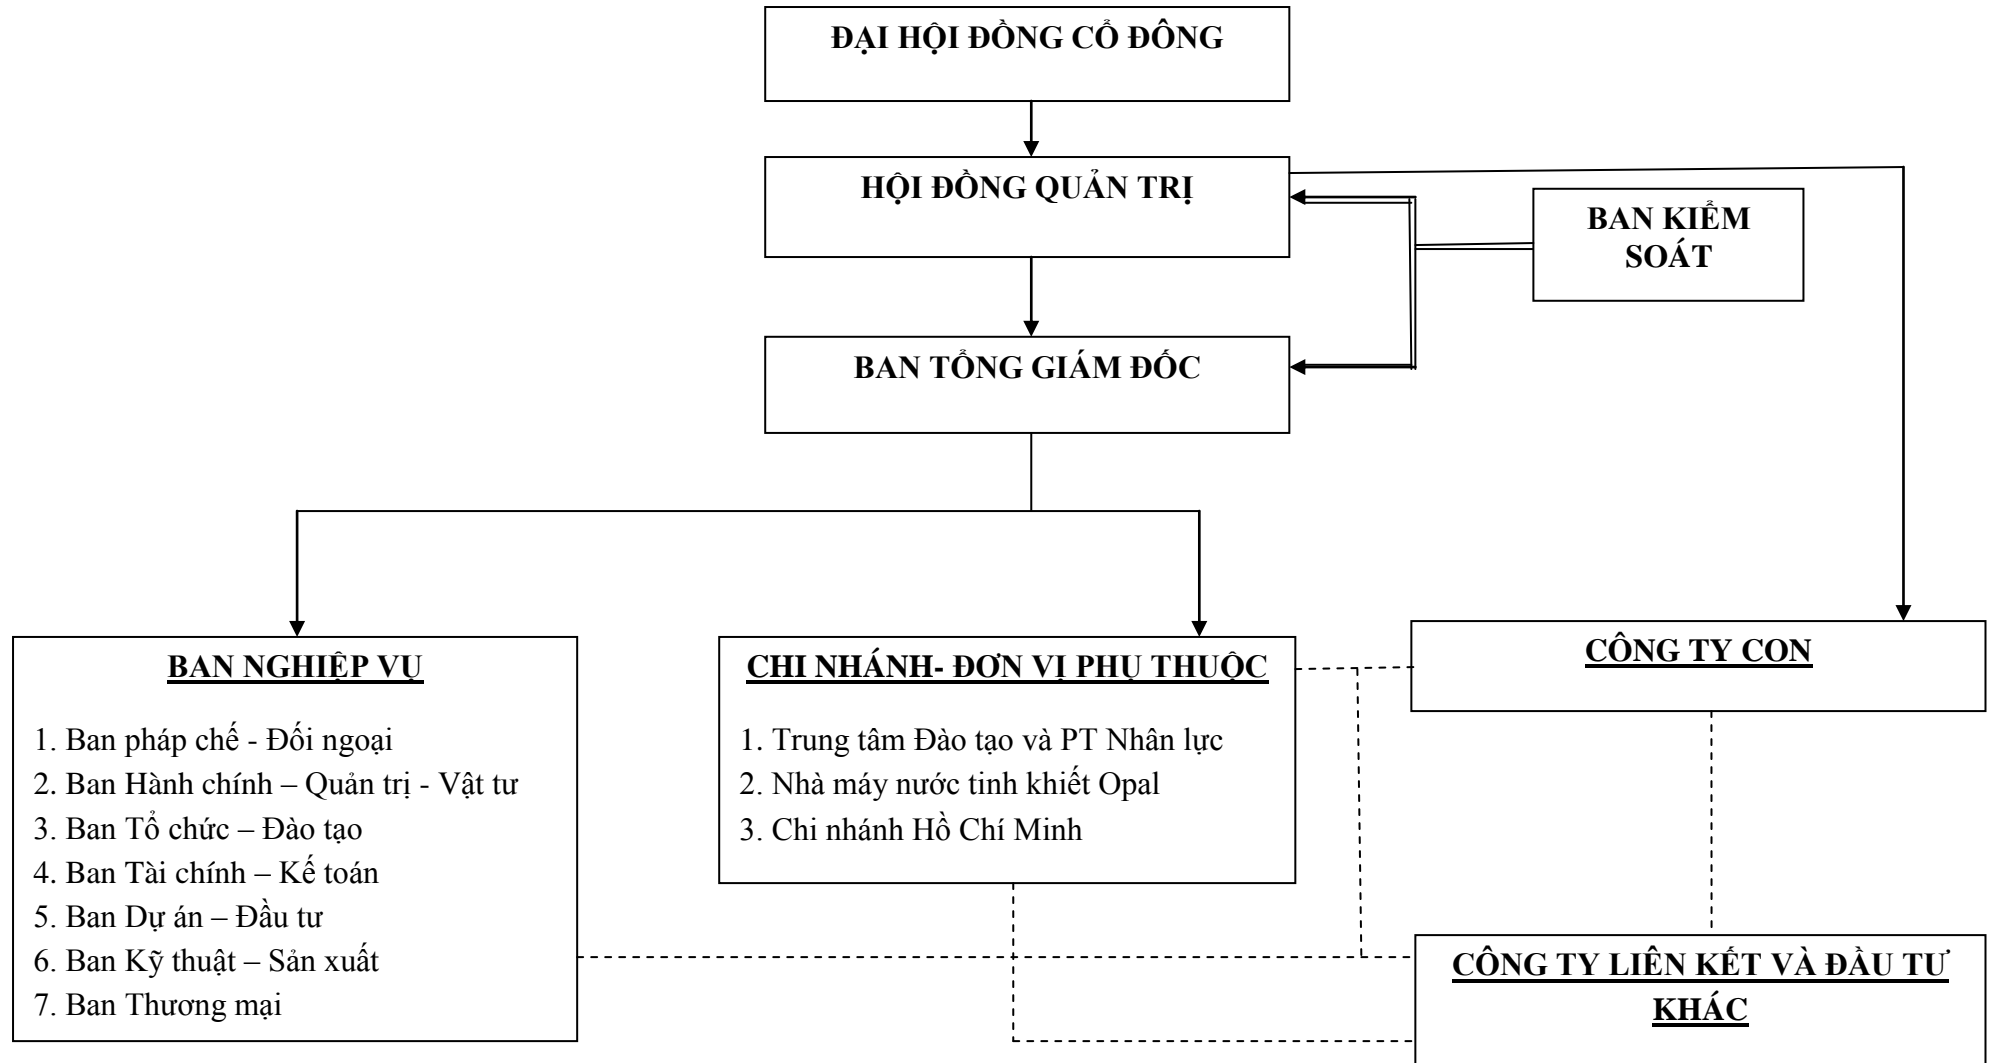 ĐẠI HỘI ĐỒNG CỔ ĐÔNG
HỘI ĐỒNG QUẢN TRỊ
BAN KIỂM
SOÁT
BAN TỔNG GIÁM ĐỐC
BAN NGHIỆP VỤ
1. Ban pháp chế - Đối ngoại
2. Ban Hành chính – Quản trị - Vật tư
3. Ban Tổ chức – Đào tạo
4. Ban Tài chính – Kế toán
5. Ban Dự án – Đầu tư
6. Ban Kỹ thuật – Sản xuất
7. Ban Thương mại
CHI NHÁNH- ĐƠN VỊ PHỤ THUỘC
1. Trung tâm Đào tạo và PT Nhân lực
2. Nhà máy nước tinh khiết Opal
3. Chi nhánh Hồ Chí Minh
CÔNG TY CON
CÔNG TY LIÊN KẾT VÀ ĐẦU TƯ
KHÁC